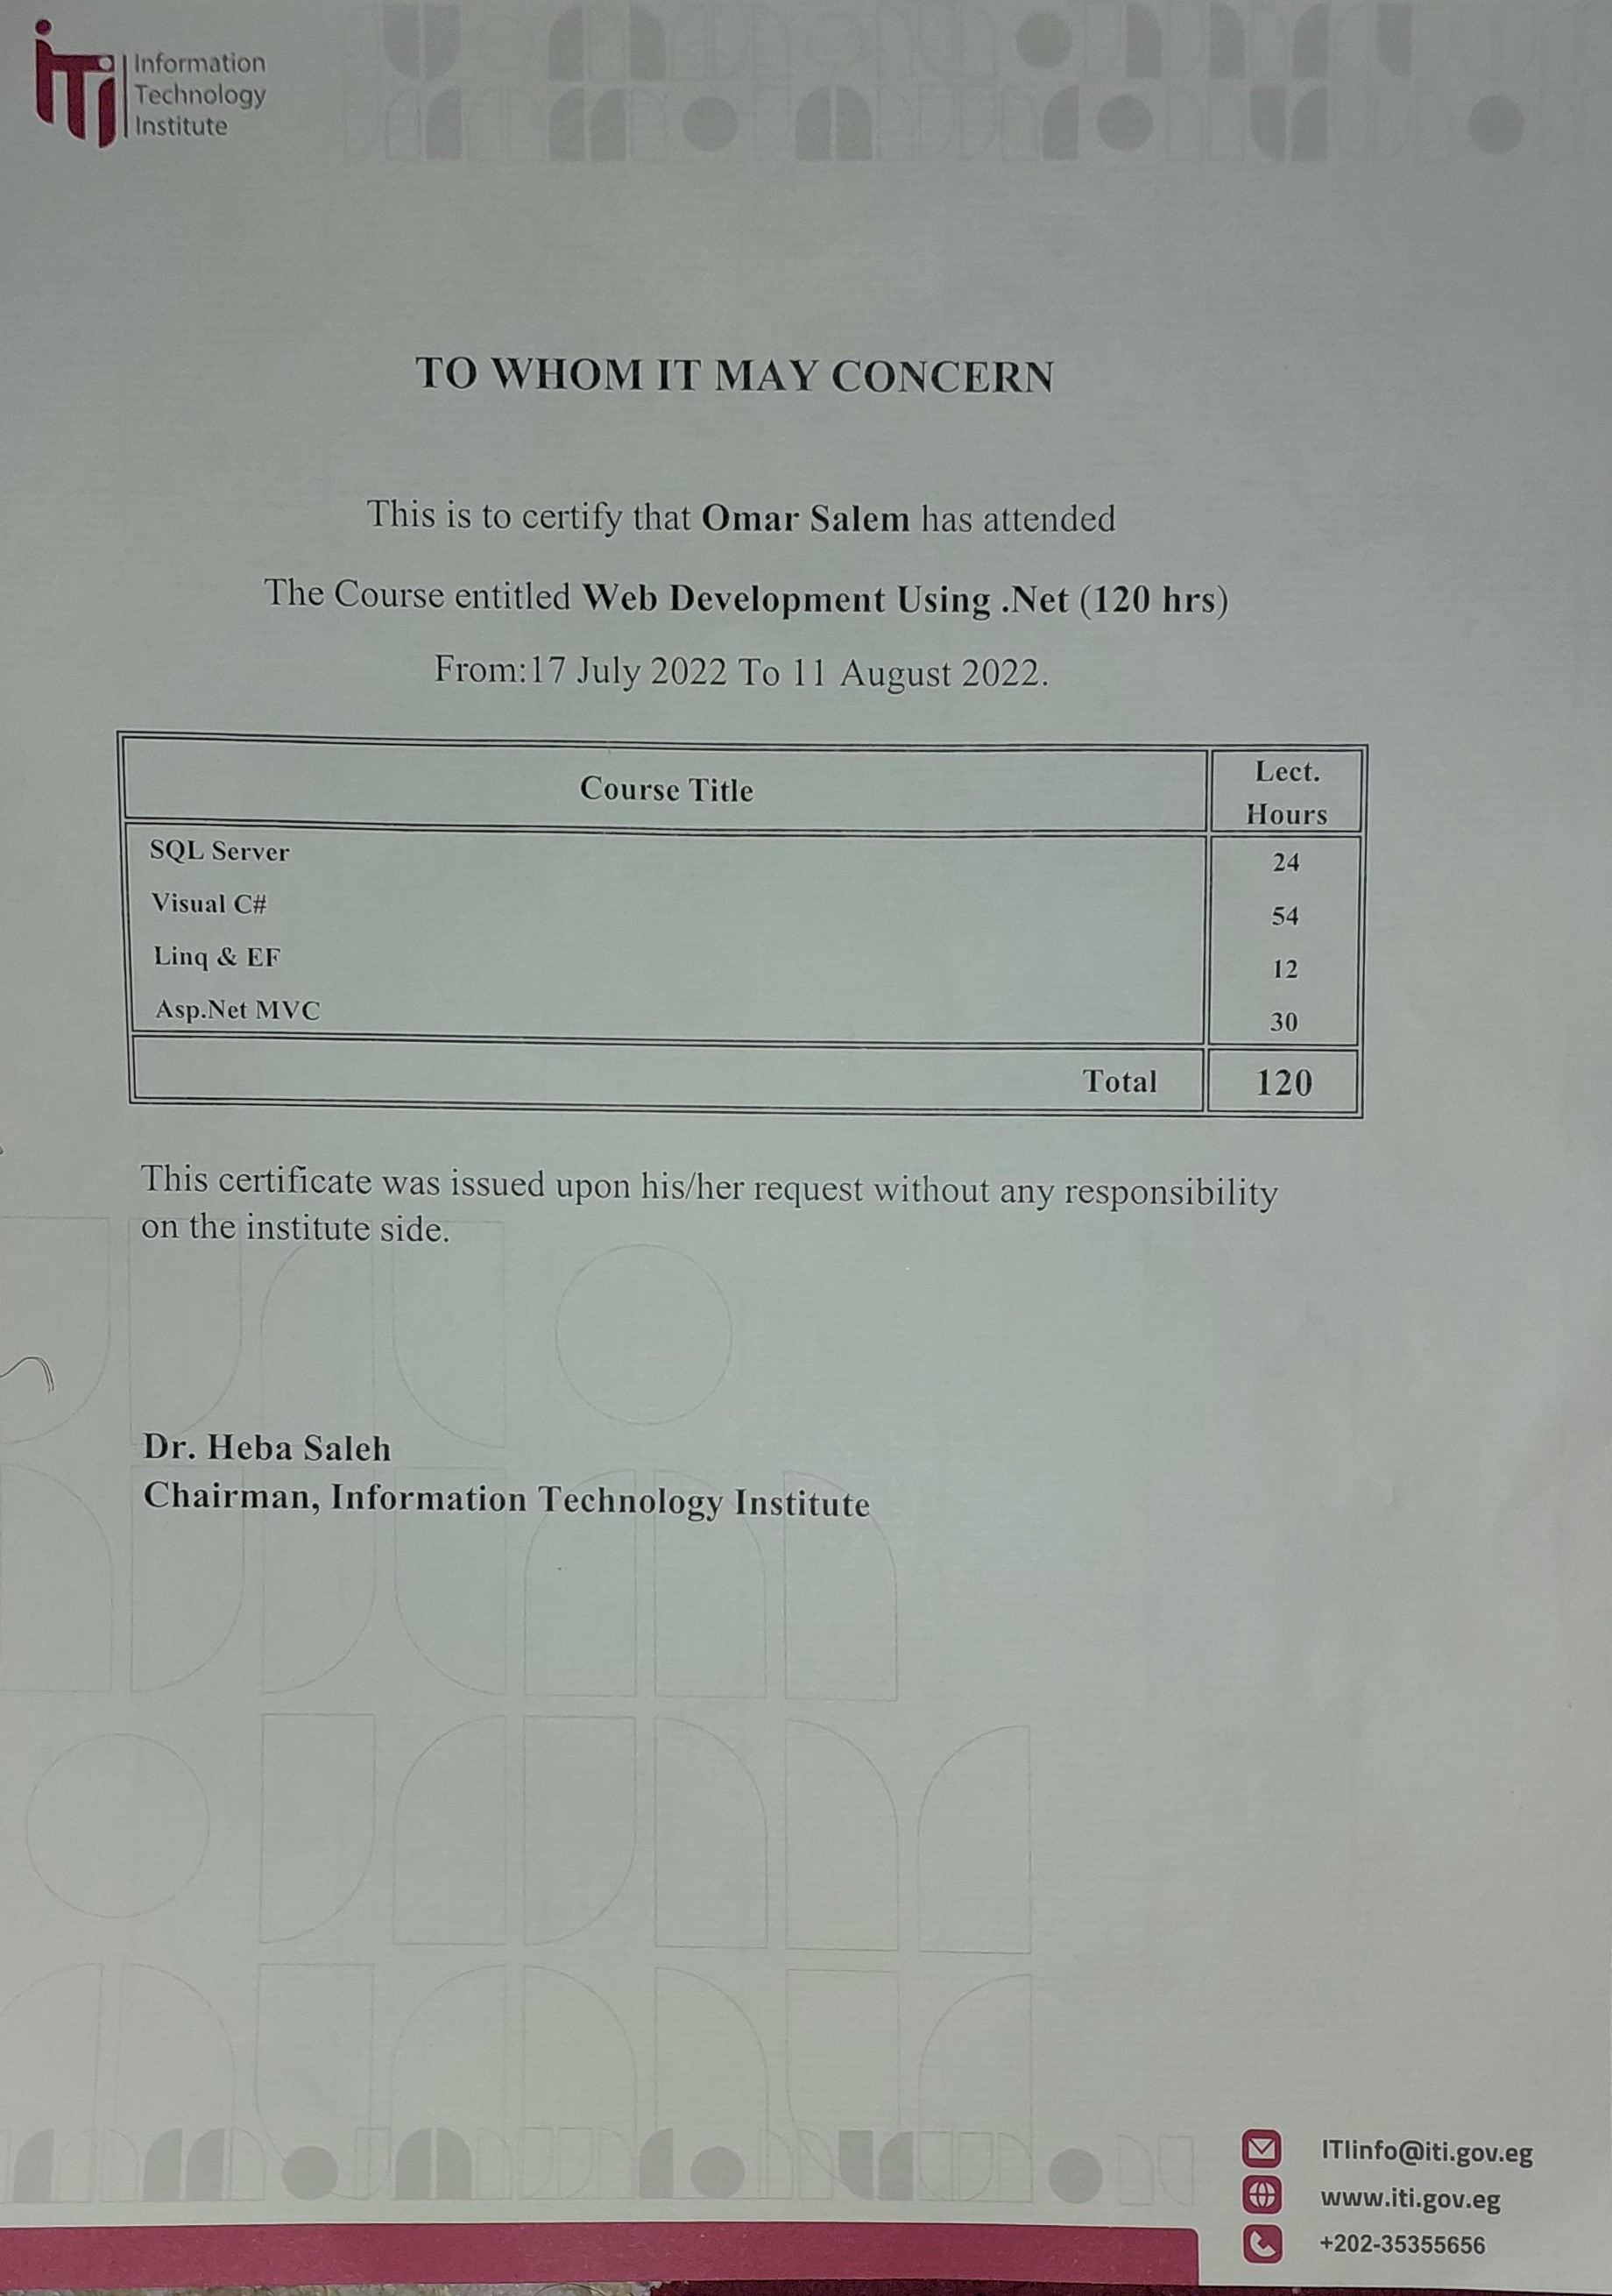 iTi
Information
Technology
Institute
TO WHOM IT MAY CONCERN
This is to certify that Omar Salem has attended
The Course entitled Web Development Using .Net (120 hrs)
From:17 July 2022 To 11 August 2022.
Course Title Lect. Hours
SQL Server 24
Visual C# 54
Linq & EF 12
Asp.Net MVC 30
Total 120
This certificate was issued upon his/her request without any responsibility
on the institute side.
Dr. Heba Saleh
Chairman, Information Technology Institute
ITIinfo@iti.gov.eg
www.iti.gov.eg
+202-35355656